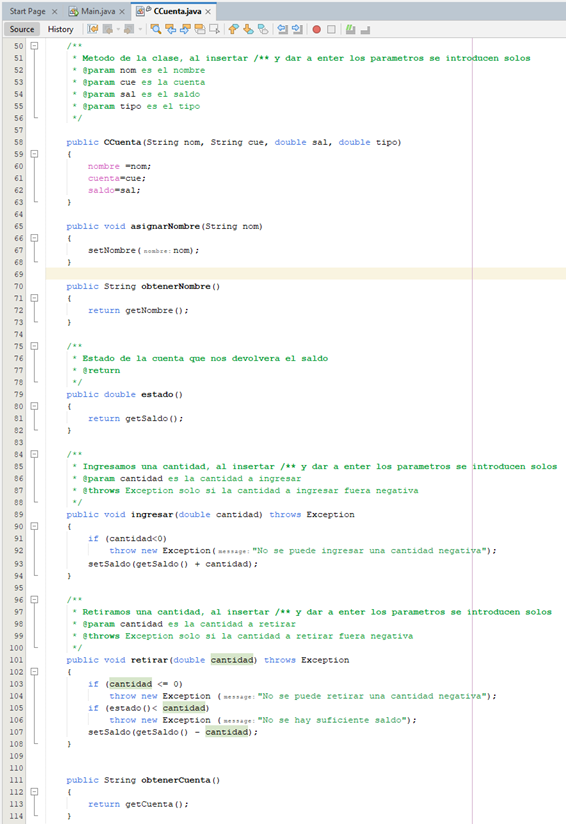 Start Page × Main.java × CCuenta.java ×
Source History
50 /**
51 * Metodo de la clase, al insertar /** y dar a enter los parametros se introducen solos
52 * @param nom es el nombre
53 * @param cue es la cuenta
54 * @param sal es el saldo
55 * @param tipo es el tipo
56 */
57
58 public CCuenta(String nom, String cue, double sal, double tipo)
59 {
60 nombre =nom;
61 cuenta=cue;
62 saldo=sal;
63 }
64
65 public void asignarNombre(String nom)
66 {
67 setNombre(nombre: nom);
68 }
69
70 public String obtenerNombre()
71 {
72 return getNombre();
73 }
74
75 /**
76 * Estado de la cuenta que nos devolvera el saldo
77 * @return
78 */
79 public double estado()
80 {
81 return getSaldo();
82 }
83
84 /**
85 * Ingresamos una cantidad, al insertar /** y dar a enter los parametros se introducen solos
86 * @param cantidad es la cantidad a ingresar
87 * @throws Exception solo si la cantidad a ingresar fuera negativa
88 */
89 public void ingresar(double cantidad) throws Exception
90 {
91 if (cantidad<0)
92 throw new Exception(message: "No se puede ingresar una cantidad negativa");
93 setSaldo(getSaldo() + cantidad);
94 }
95
96 /**
97 * Retiramos una cantidad, al insertar /** y dar a enter los parametros se introducen solos
98 * @param cantidad es la cantidad a retirar
99 * @throws Exception solo si la cantidad a retirar fuera negativa
100 */
101 public void retirar(double cantidad) throws Exception
102 {
103 if (cantidad <= 0)
104 throw new Exception (message: "No se puede retirar una cantidad negativa");
105 if (estado()< cantidad)
106 throw new Exception (message: "No se hay suficiente saldo");
107 setSaldo(getSaldo() - cantidad);
108 }
109
110
111 public String obtenerCuenta()
112 {
113 return getCuenta();
114 }